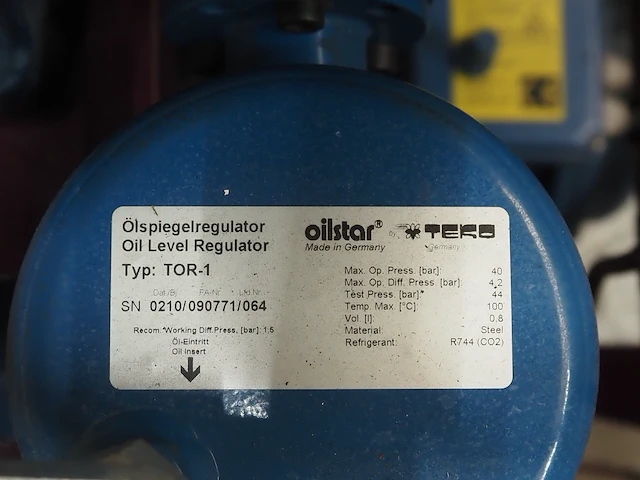 Ölspiegelregulator
Oil Level Regulator
Typ: TOR-1
SN 0210/090771/064
Recom. Working Diff.Press. [bar]: 1,5
Öl-Eintritt
Oil Insert
oilstar® by TEKO
Made in Germany Germany
Max. Op. Press. [bar]: 40
Max. Op. Diff. Press. [bar]: 4,2
Test Press. [bar] 44
Temp. Max. [°C]: 100
Vol. [l]: 0,8
Material: Steel
Refrigerant: R744 (CO2)